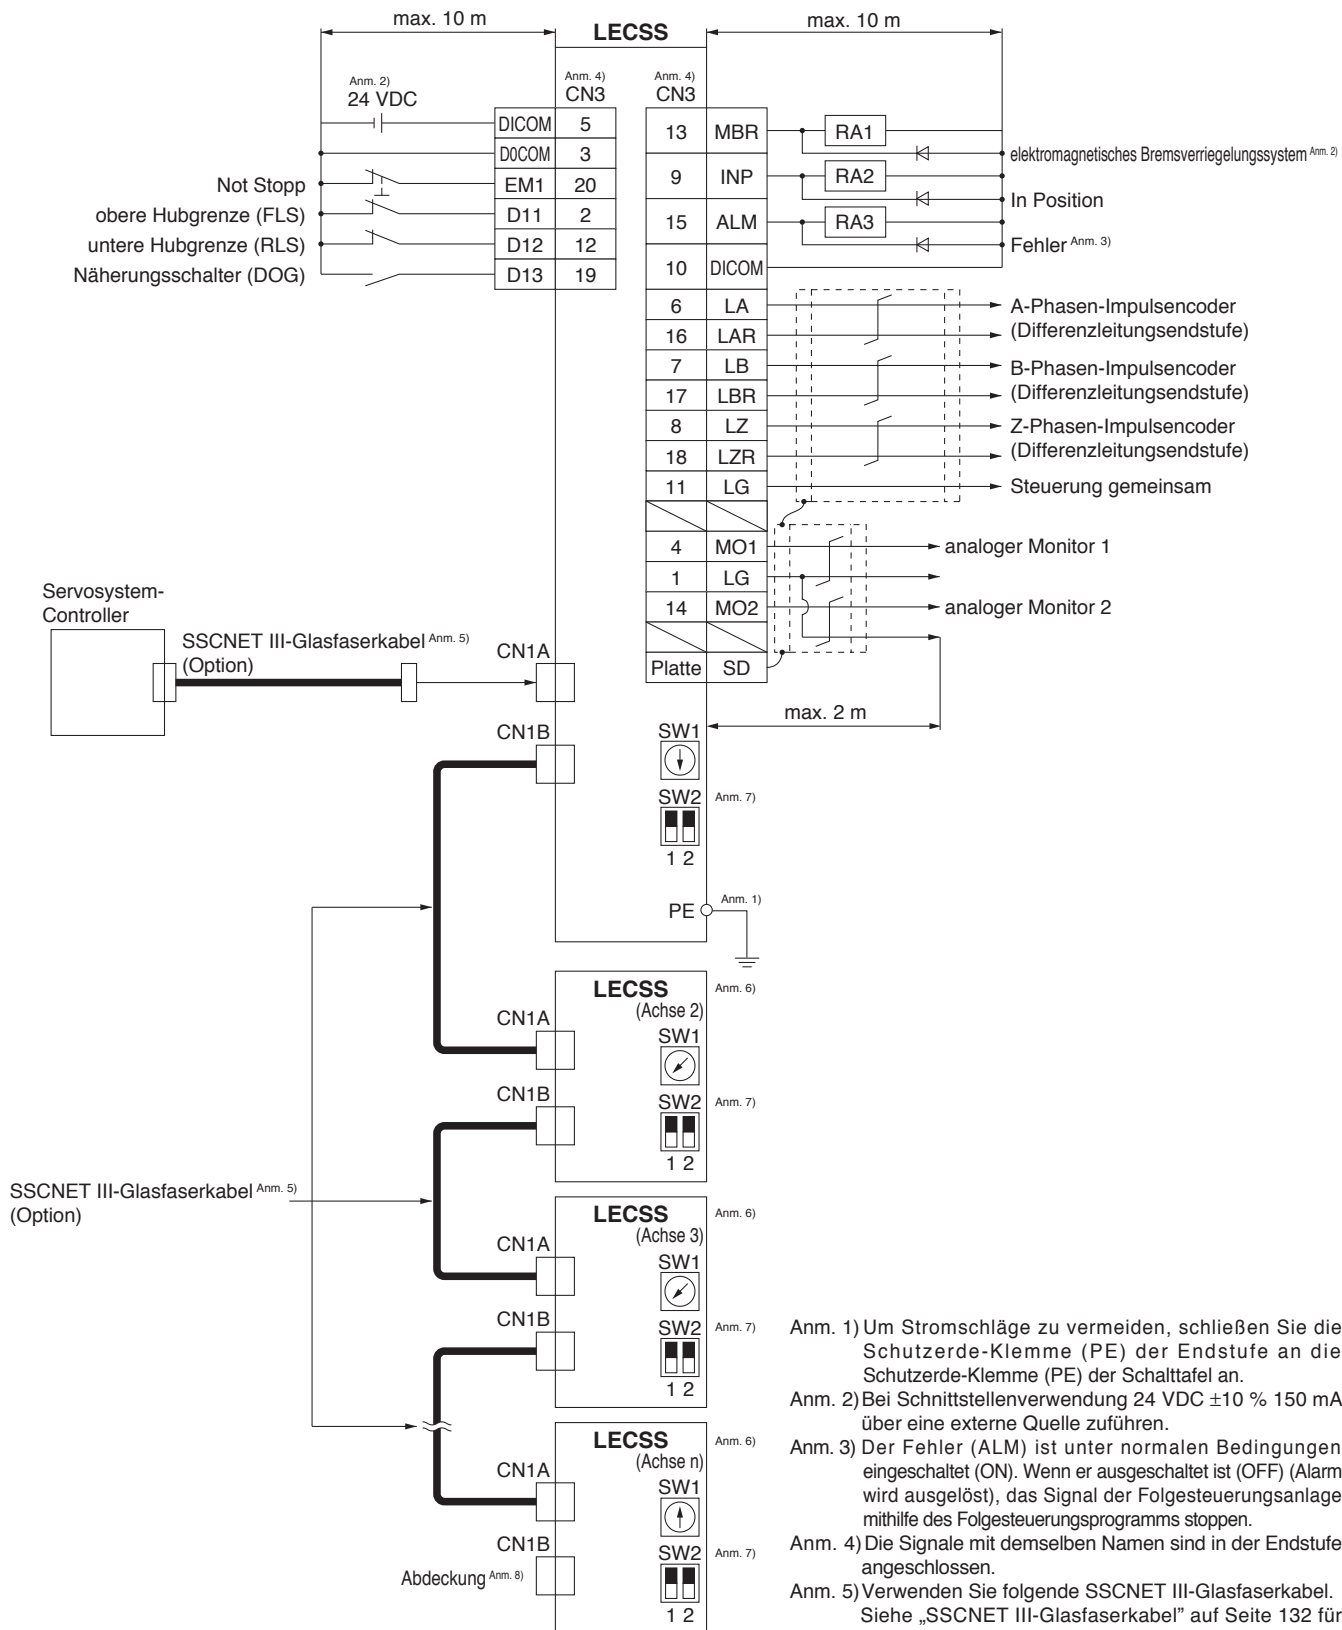 max. 10 m
LECSS
max. 10 m
Anm. 2)
24 VDC
Anm. 4)
CN3
Anm. 4)
CN3
DICOM 5
D0COM 3
Not Stopp EM1 20
obere Hubgrenze (FLS) D11 2
untere Hubgrenze (RLS) D12 12
Näherungsschalter (DOG) D13 19
13 MBR RA1
elektromagnetisches Bremsverriegelungssystem Anm. 2)
9 INP RA2
In Position
15 ALM RA3
Fehler Anm. 3)
10 DICOM
6 LA A-Phasen-Impulsencoder
16 LAR (Differenzleitungsendstufe)
7 LB B-Phasen-Impulsencoder
17 LBR (Differenzleitungsendstufe)
8 LZ Z-Phasen-Impulsencoder
18 LZR (Differenzleitungsendstufe)
11 LG Steuerung gemeinsam
4 MO1 analoger Monitor 1
1 LG
14 MO2 analoger Monitor 2
Platte SD
max. 2 m
Servosystem-
Controller
SSCNET III-Glasfaserkabel Anm. 5)
(Option)
CN1A
CN1B
SW1
SW2 Anm. 7)
1 2
PE Anm. 1)
LECSS Anm. 6)
(Achse 2)
CN1A
SW1
CN1B
SW2 Anm. 7)
1 2
SSCNET III-Glasfaserkabel Anm. 5)
(Option)
LECSS Anm. 6)
(Achse 3)
CN1A
SW1
CN1B
SW2 Anm. 7)
1 2
LECSS Anm. 6)
(Achse n)
CN1A
SW1
CN1B
SW2 Anm. 7)
Abdeckung Anm. 8)
1 2
Anm. 1) Um Stromschläge zu vermeiden, schließen Sie die
Schutzerde-Klemme (PE) der Endstufe an die
Schutzerde-Klemme (PE) der Schalttafel an.
Anm. 2) Bei Schnittstellenverwendung 24 VDC ±10 % 150 mA
über eine externe Quelle zuführen.
Anm. 3) Der Fehler (ALM) ist unter normalen Bedingungen
eingeschaltet (ON). Wenn er ausgeschaltet ist (OFF) (Alarm
wird ausgelöst), das Signal der Folgesteuerungsanlage
mithilfe des Folgesteuerungsprogramms stoppen.
Anm. 4) Die Signale mit demselben Namen sind in der Endstufe
angeschlossen.
Anm. 5) Verwenden Sie folgende SSCNET III-Glasfaserkabel.
Siehe „SSCNET III-Glasfaserkabel” auf Seite 132 für